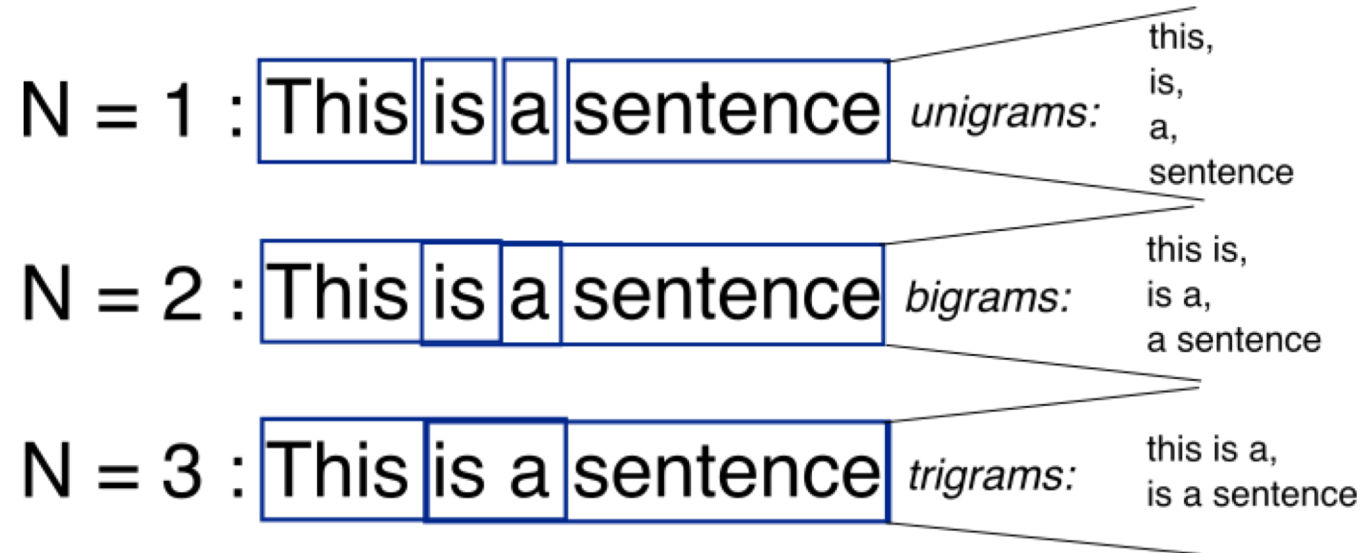 N = 1 : This is a sentence unigrams:
this,
is,
a,
sentence
N = 2 : This is a sentence bigrams:
this is,
is a,
a sentence
N = 3 : This is a sentence trigrams:
this is a,
is a sentence